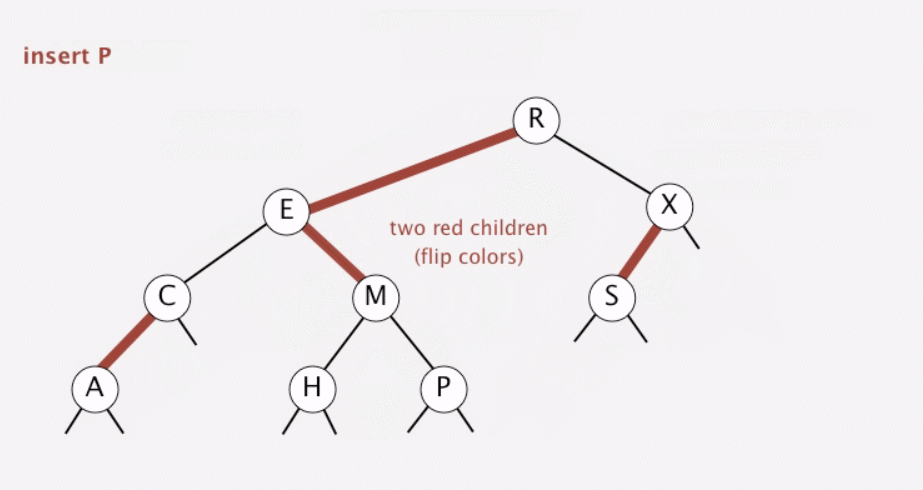 insert P
R
E
X
two red children
(flip colors)
C
M
S
A
H
P